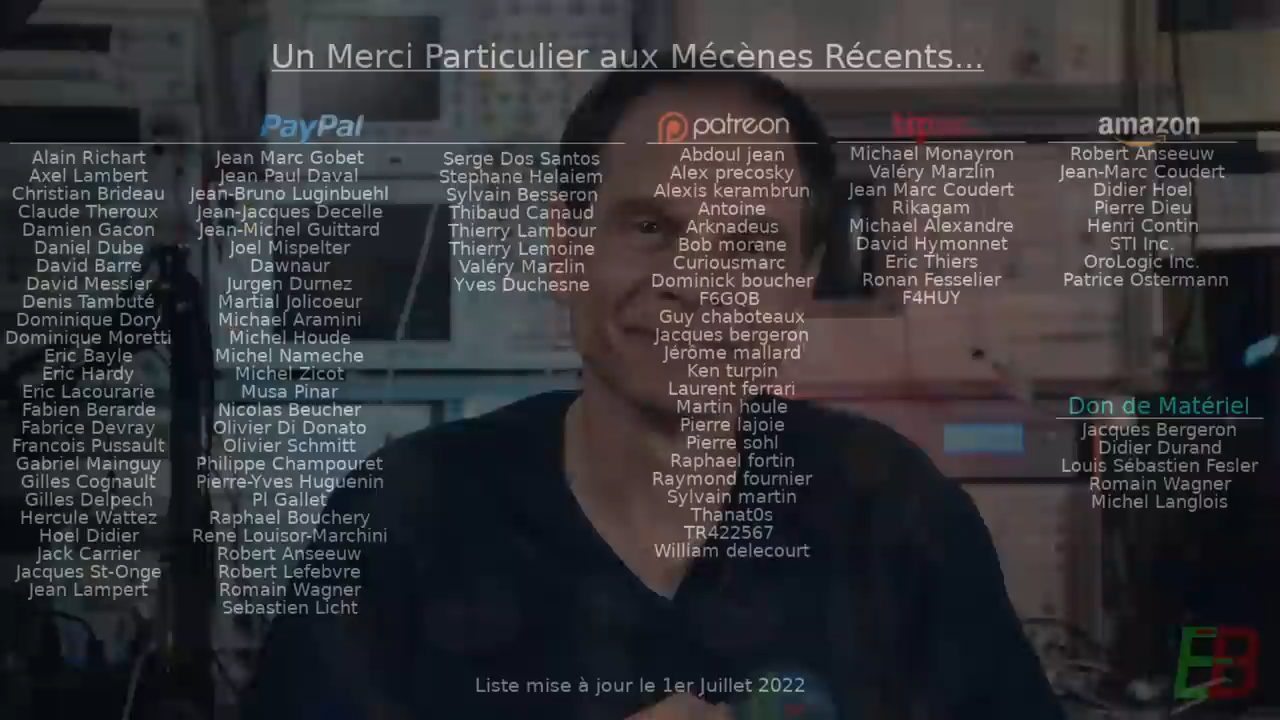 Un Merci Particulier aux Mécènes Récents...
PayPal
Alain Richart
Axel Lambert
Christian Brideau
Claude Theroux
Damien Gacon
Daniel Dube
David Barre
David Messier
Denis Tambuté
Dominique Dory
Dominique Moretti
Eric Bayle
Eric Hardy
Eric Lacourarie
Fabien Berarde
Fabrice Devray
Francois Pussault
Gabriel Mainguy
Gilles Cognault
Gilles Delpech
Hercule Wattez
Hoel Didier
Jack Carrier
Jacques St-Onge
Jean Lampert
Jean Marc Gobet
Jean Paul Daval
Jean-Bruno Luginbuehl
Jean-Jacques Decelle
Jean-Michel Guittard
Joel Mispelter
Dawnaur
Jurgen Durnez
Martial Jolicoeur
Michael Aramini
Michel Houde
Michel Nameche
Michel Zicot
Musa Pinar
Nicolas Beucher
Olivier Di Donato
Olivier Schmitt
Philippe Champouret
Pierre-Yves Huguenin
Pl Gallet
Raphael Bouchery
Rene Louisor-Marchini
Robert Anseeuw
Robert Lefebvre
Romain Wagner
Sebastien Licht
Serge Dos Santos
Stephane Helaiem
Sylvain Besseron
Thibaud Canaud
Thierry Lambour
Thierry Lemoine
Valéry Marzlin
Yves Duchesne
patreon
Abdoul jean
Alex precosky
Alexis kerambrun
Antoine
Arknadeus
Bob morane
Curiousmarc
Dominick boucher
F6GQB
Guy chaboteaux
Jacques bergeron
Jérôme mallard
Ken turpin
Laurent ferrari
Martin houle
Pierre lajoie
Pierre sohl
Raphael fortin
Raymond fournier
Sylvain martin
Thanat0s
TR422567
William delecourt
Michael Monayron
Valéry Marzlin
Jean Marc Coudert
Rikagam
Michael Alexandre
David Hymonnet
Eric Thiers
Ronan Fesselier
F4HUY
amazon
Robert Anseeuw
Jean-Marc Coudert
Didier Hoel
Pierre Dieu
Henri Contin
STI Inc.
OroLogic Inc.
Patrice Ostermann
Don de Matériel
Jacques Bergeron
Didier Durand
Louis Sébastien Fesler
Romain Wagner
Michel Langlois
Liste mise à jour le 1er Juillet 2022
EB